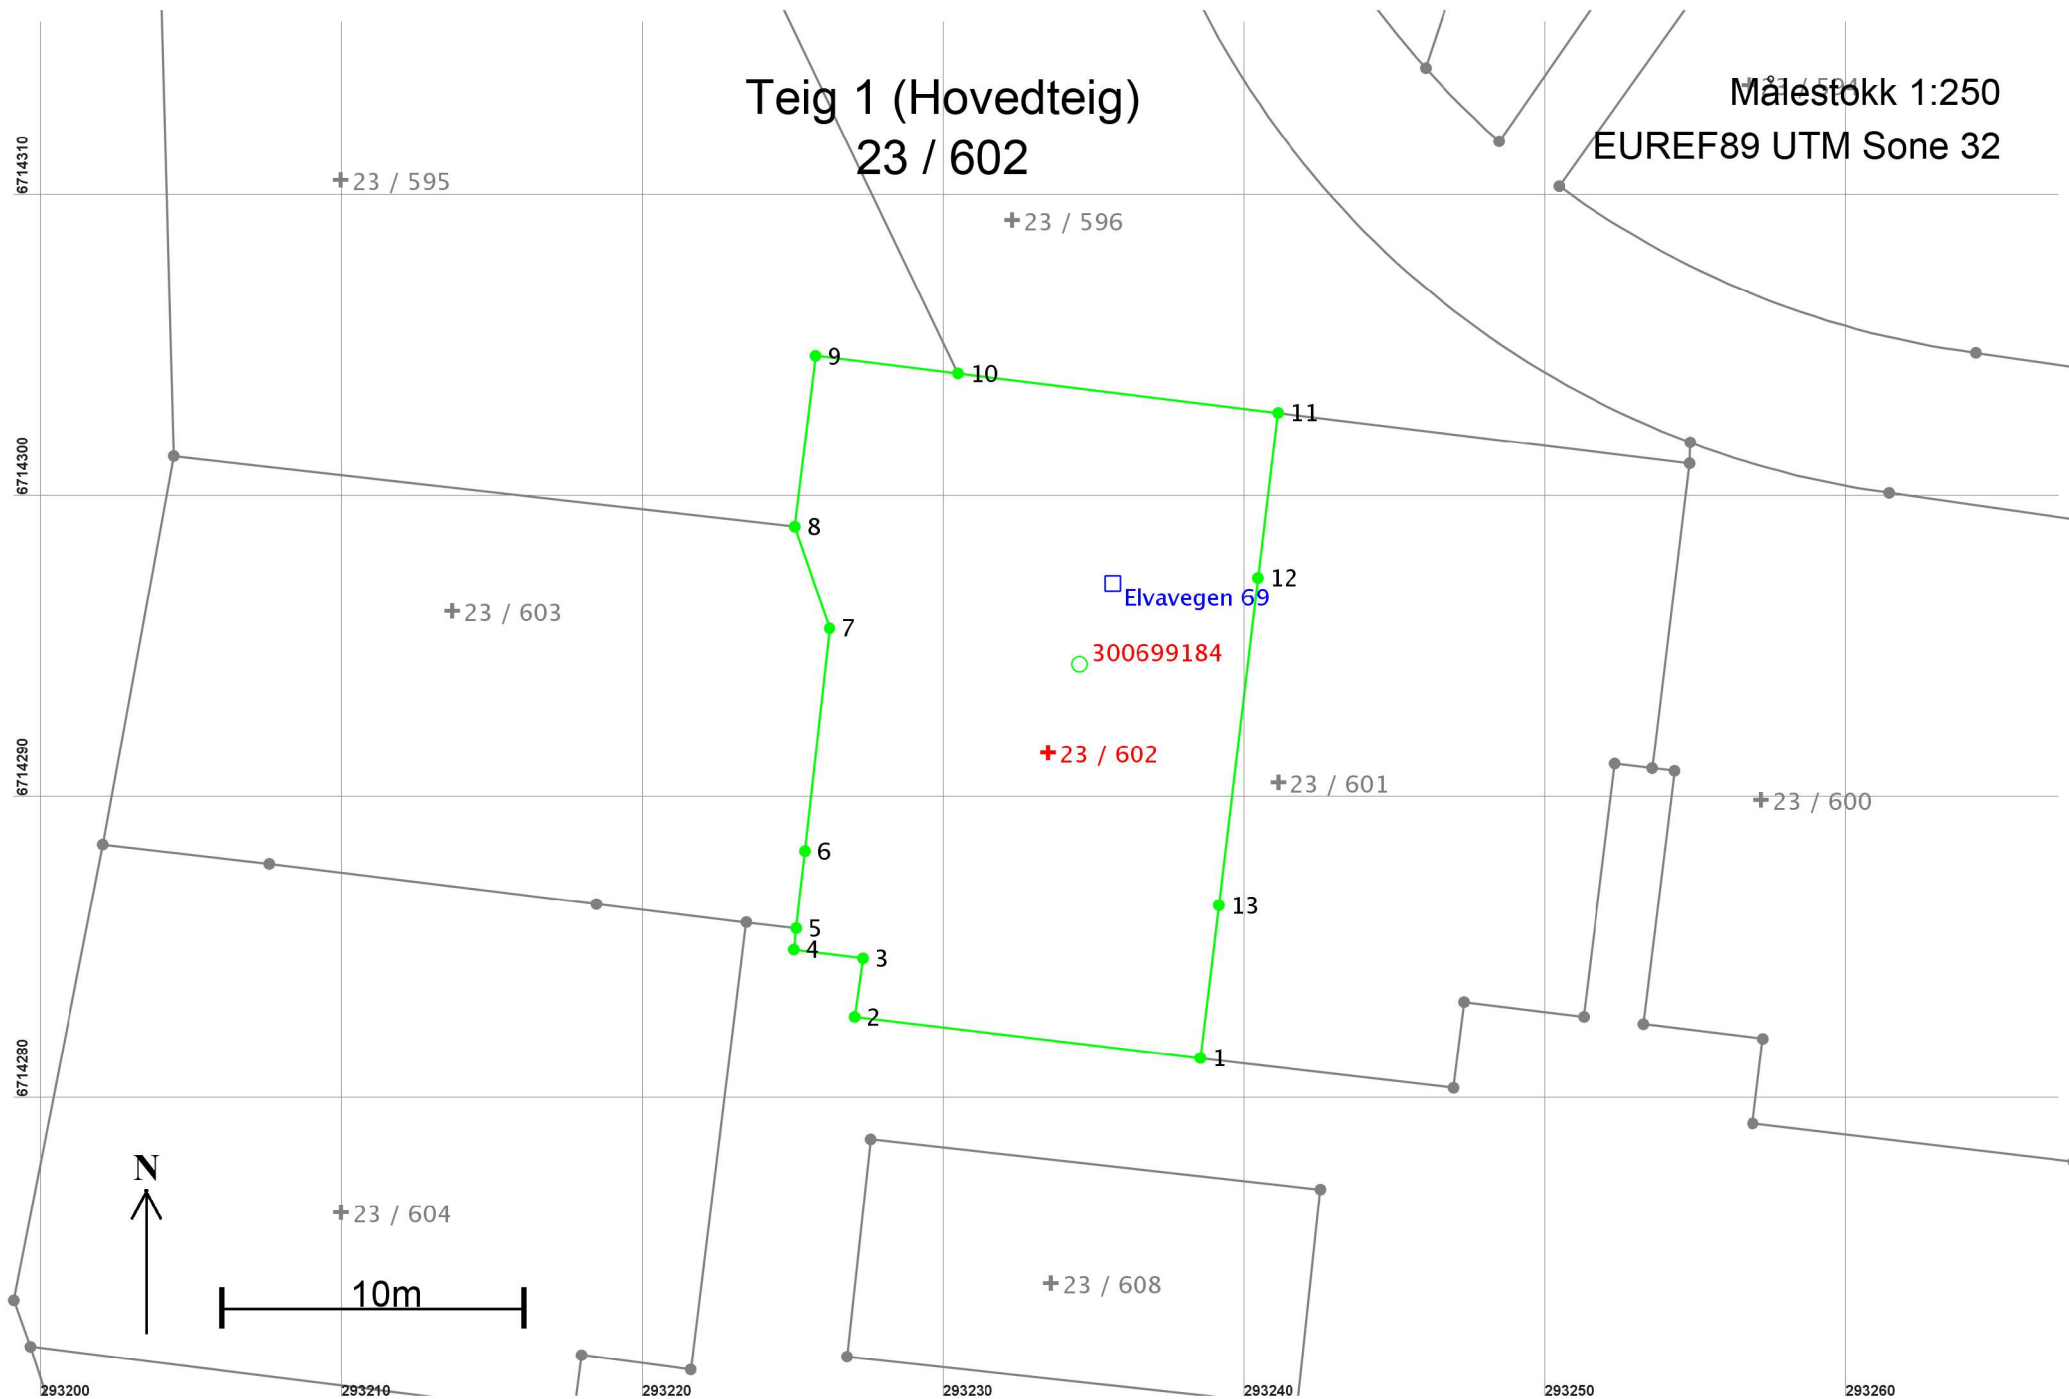 Teig 1 (Hovedteig)
23 / 602
23 / 594
Målestokk 1:250
EUREF89 UTM Sone 32
6714310
23 / 595
23 / 596
9
10
11
6714300
8
12
Elvavegen 69
23 / 603
7
300699184
6714290
23 / 602
23 / 601
23 / 600
6
13
5
4
3
2
1
6714280
N
23 / 604
10m
23 / 608
293200
293210
293220
293230
293240
293250
293260